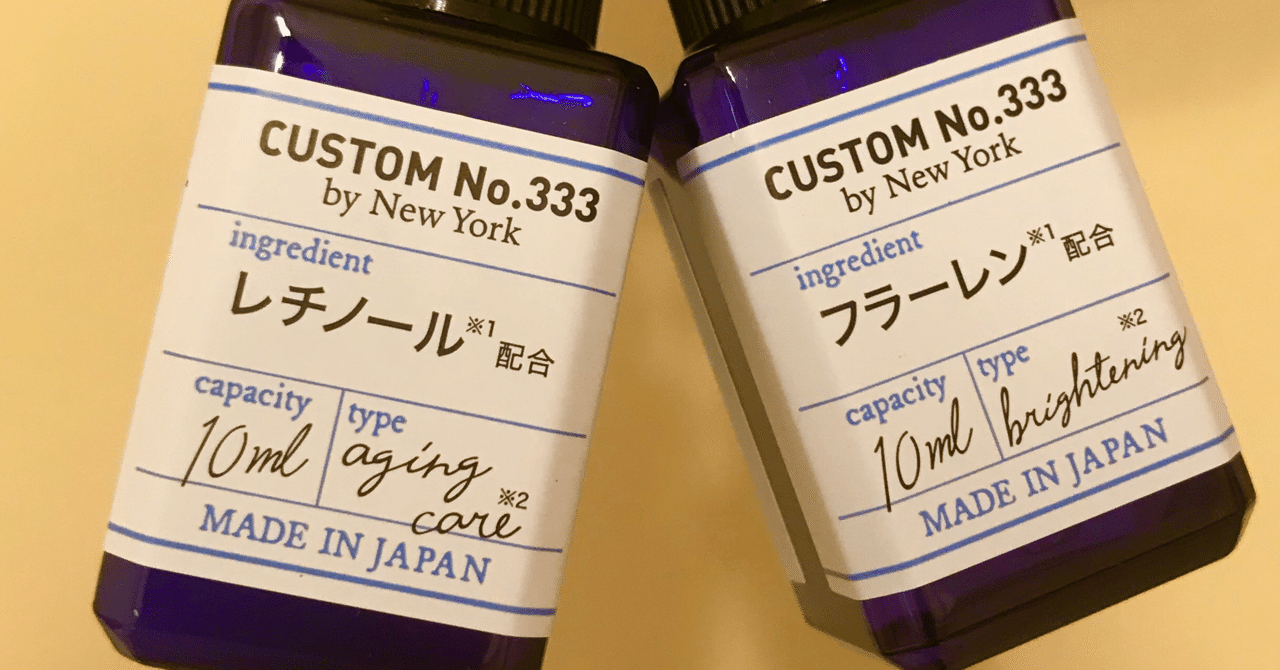 CUSTOM No.333
by New York
ingredient
レチノール※1 配合
capacity
10ml
type
aging
care※2
MADE IN JAPAN
CUSTOM No.333
by New York
ingredient
フラーレン※1 配合
capacity
10ml
type
brightening※2
MADE IN JAPAN